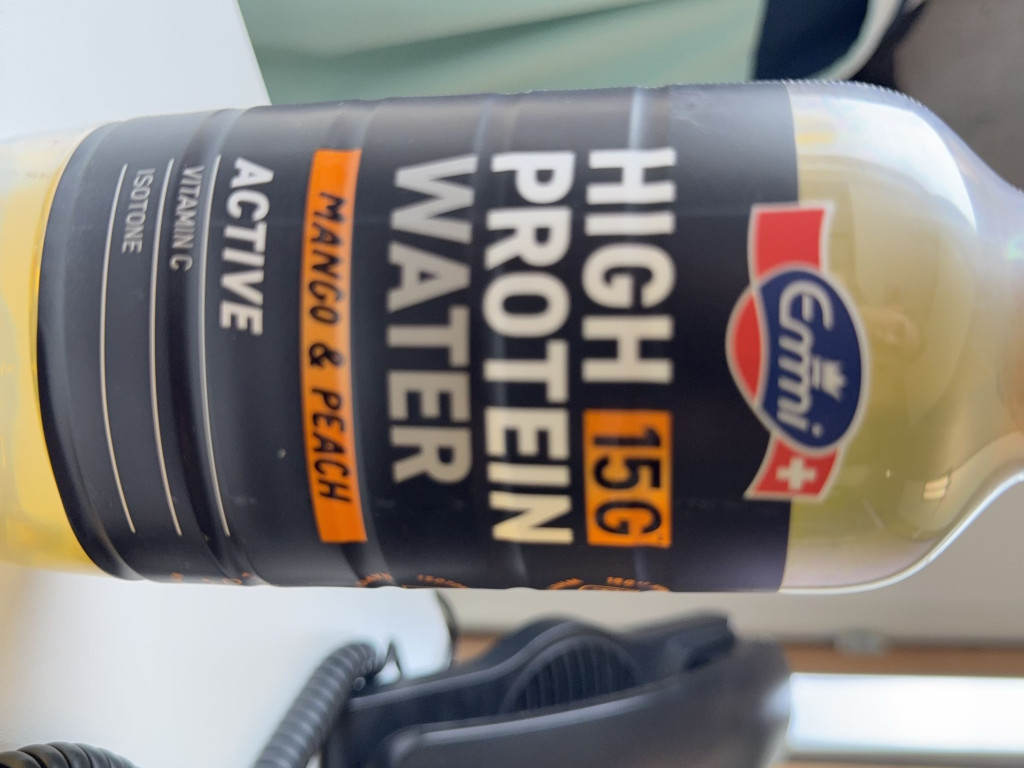 Emmi
HIGH 15G
PROTEIN
WATER
MANGO & PEACH
ACTIVE
VITAMIN C
ISOTONE